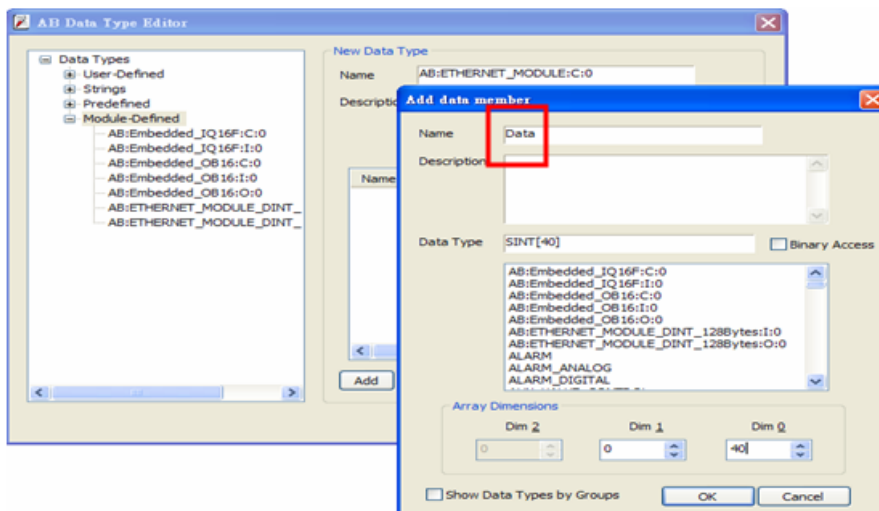 AB Data Type Editor
Data Types
User-Defined
Strings
Predefined
Module-Defined
AB:Embedded_IQ16F:C:0
AB:Embedded_IQ16F:I:0
AB:Embedded_OB16:C:0
AB:Embedded_OB16:I:0
AB:Embedded_OB16:O:0
AB:ETHERNET_MODULE_DINT_
AB:ETHERNET_MODULE_DINT_
New Data Type
Name AB:ETHERNET_MODULE:C:0
Descriptio
Name
Add
Add data member
Name Data
Description
Data Type SINT[40] Binary Access
AB:Embedded_IQ16F:C:0
AB:Embedded_IQ16F:I:0
AB:Embedded_OB16:C:0
AB:Embedded_OB16:I:0
AB:Embedded_OB16:O:0
AB:ETHERNET_MODULE_DINT_128Bytes:I:0
AB:ETHERNET_MODULE_DINT_128Bytes:O:0
ALARM
ALARM_ANALOG
ALARM_DIGITAL
Array Dimensions
Dim 2 Dim 1 Dim 0
0 0 40
Show Data Types by Groups OK Cancel